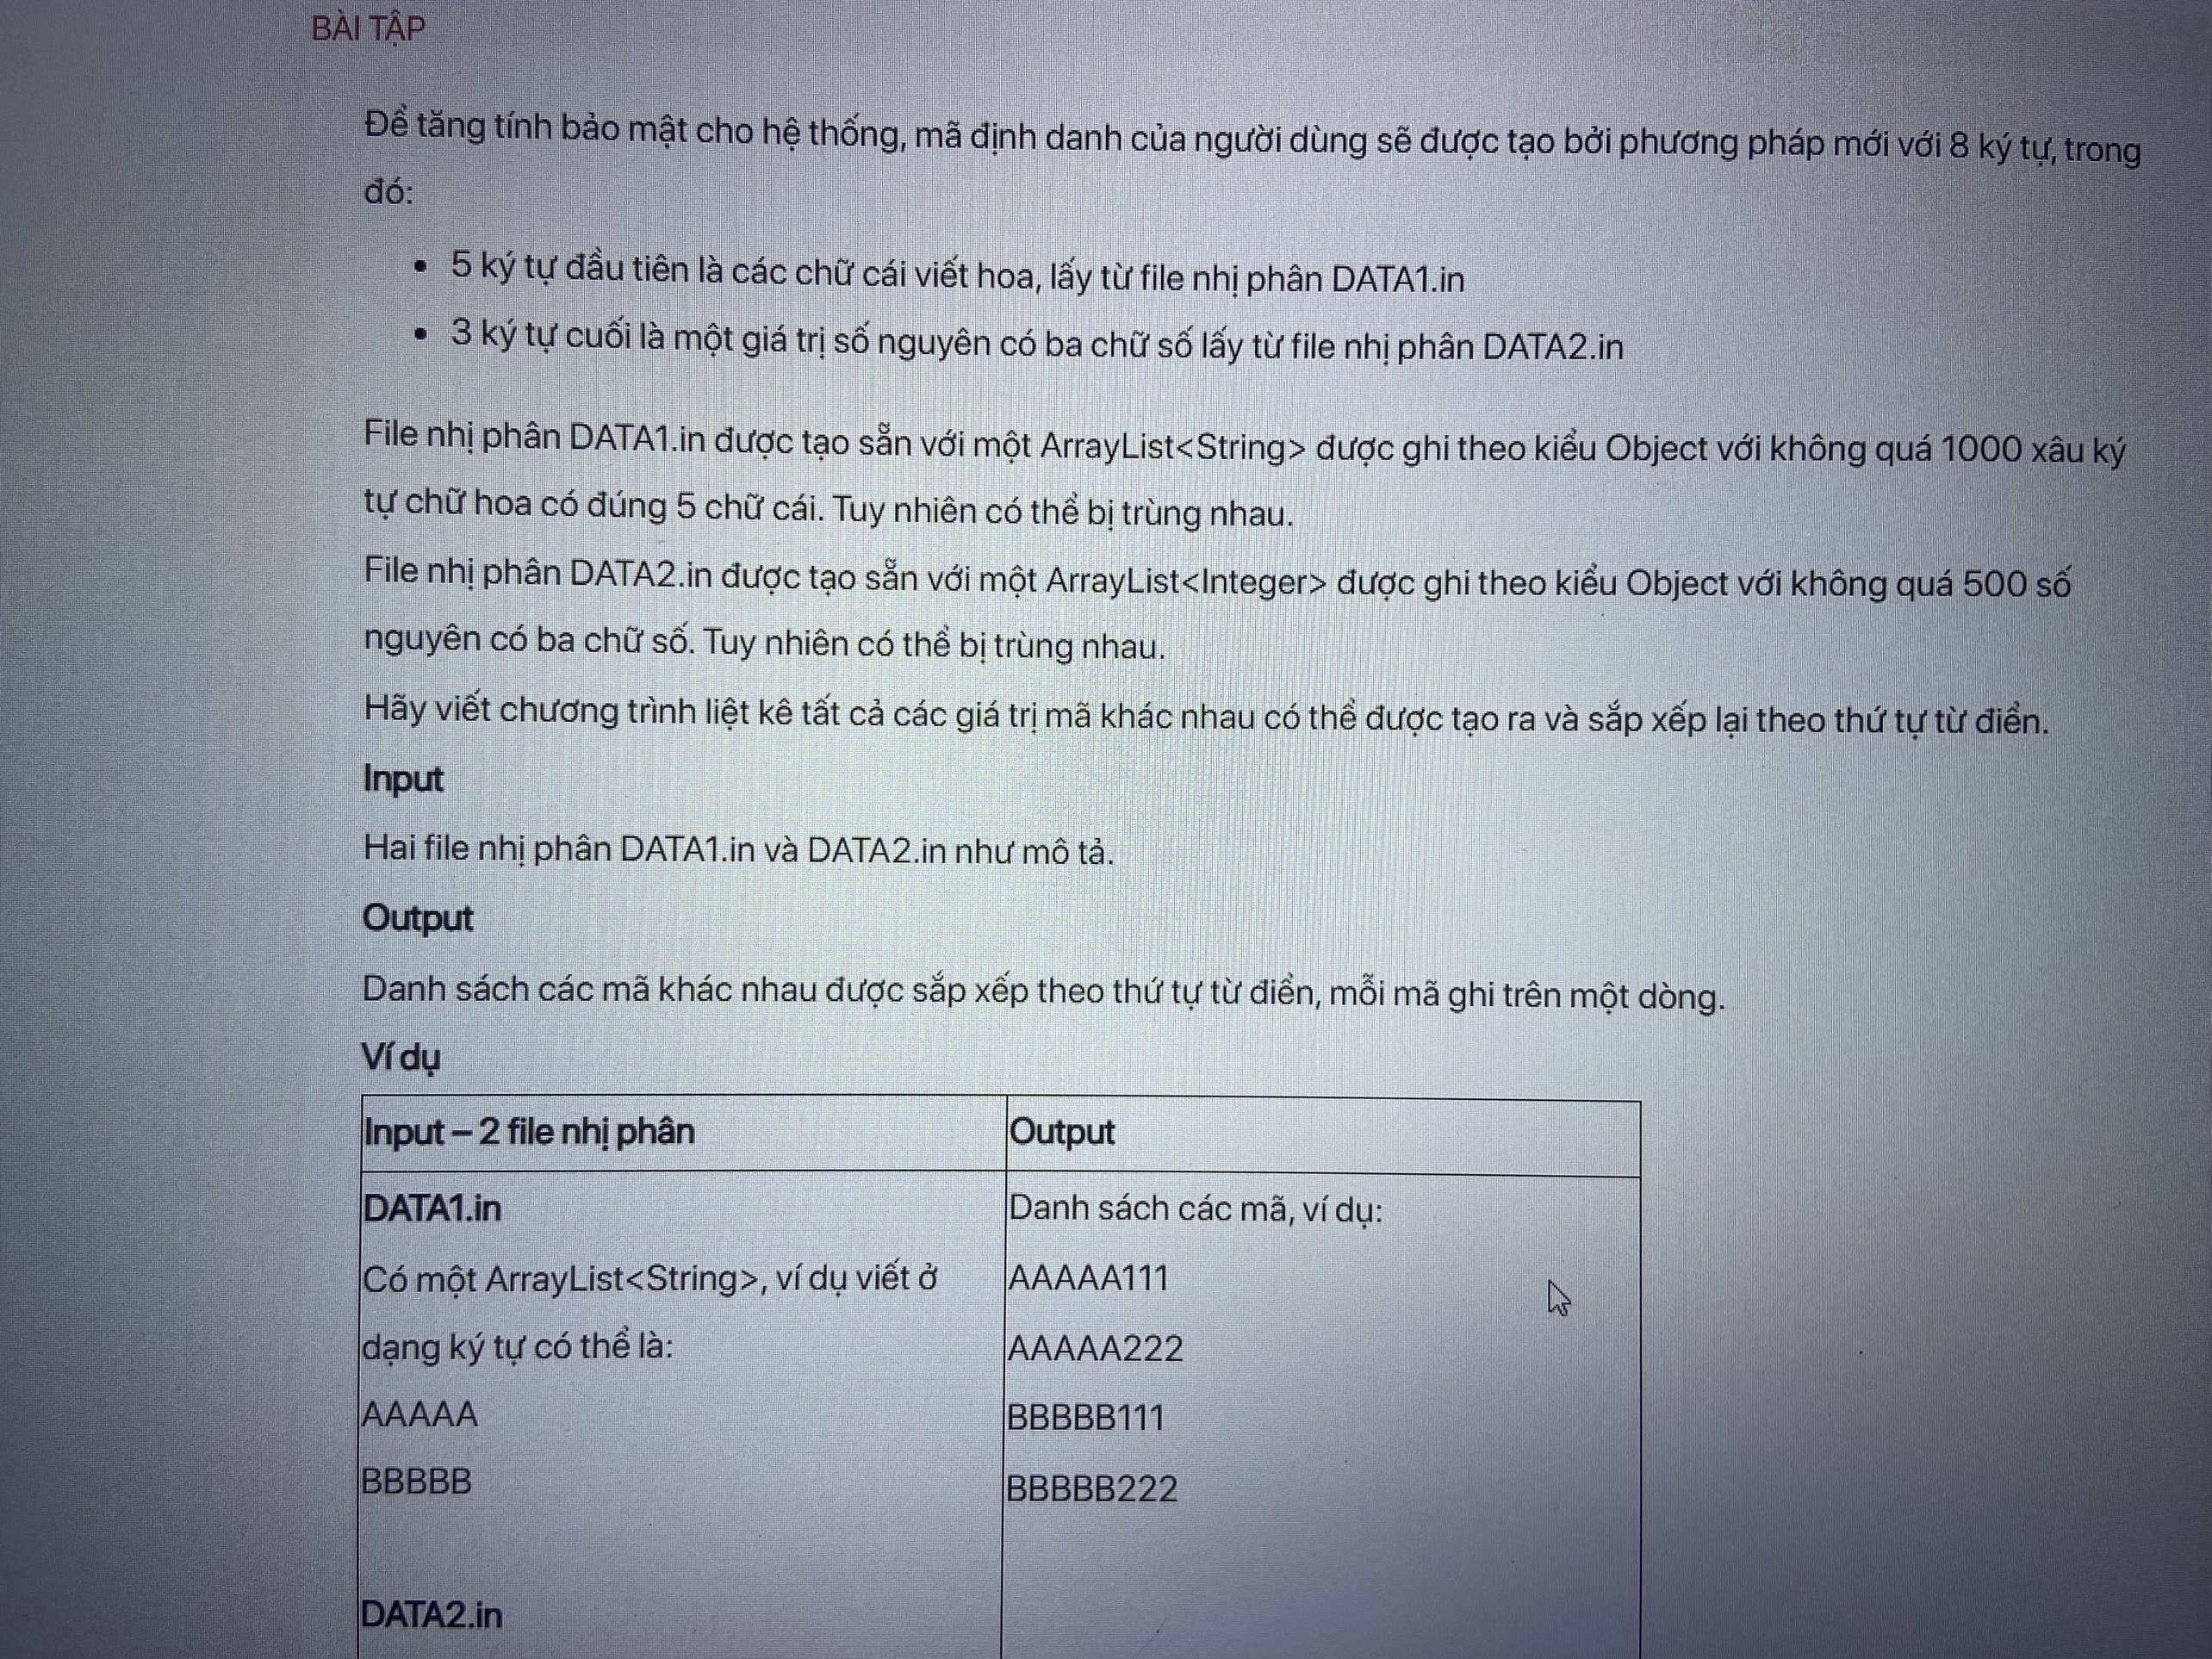 BÀI TẬP
Để tăng tính bảo mật cho hệ thống, mã định danh của người dùng sẽ được tạo bởi phương pháp mới với 8 ký tự, trong
đó:
• 5 ký tự đầu tiên là các chữ cái viết hoa, lấy từ file nhị phân DATA1.in
• 3 ký tự cuối là một giá trị số nguyên có ba chữ số lấy từ file nhị phân DATA2.in
File nhị phân DATA1.in được tạo sẵn với một ArrayList<String> được ghi theo kiểu Object với không quá 1000 xâu ký
tự chữ hoa có đúng 5 chữ cái. Tuy nhiên có thể bị trùng nhau.
File nhị phân DATA2.in được tạo sẵn với một ArrayList<Integer> được ghi theo kiểu Object với không quá 500 số
nguyên có ba chữ số. Tuy nhiên có thể bị trùng nhau.
Hãy viết chương trình liệt kê tất cả các giá trị mã khác nhau có thể được tạo ra và sắp xếp lại theo thứ tự từ điển.
Input
Hai file nhị phân DATA1.in và DATA2.in như mô tả.
Output
Danh sách các mã khác nhau được sắp xếp theo thứ tự từ điển, mỗi mã ghi trên một dòng.
Ví dụ
Input – 2 file nhị phân
Output
DATA1.in
Có một ArrayList<String>, ví dụ viết ở
dạng ký tự có thể là:
AAAAA
BBBBB
DATA2.in
Danh sách các mã, ví dụ:
AAAAA111
AAAAA222
BBBBB111
BBBBB222